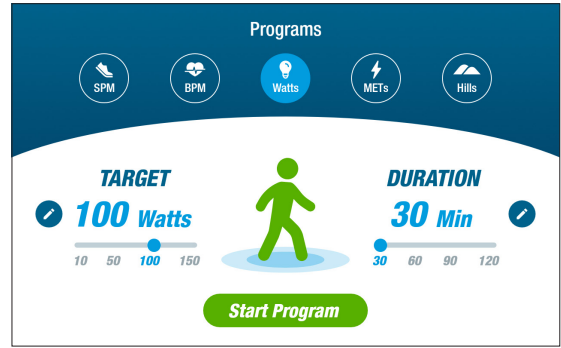 Programs
SPM
BPM
Watts
METs
Hills
TARGET
100 Watts
10 50 100 150
DURATION
30 Min
30 60 90 120
Start Program